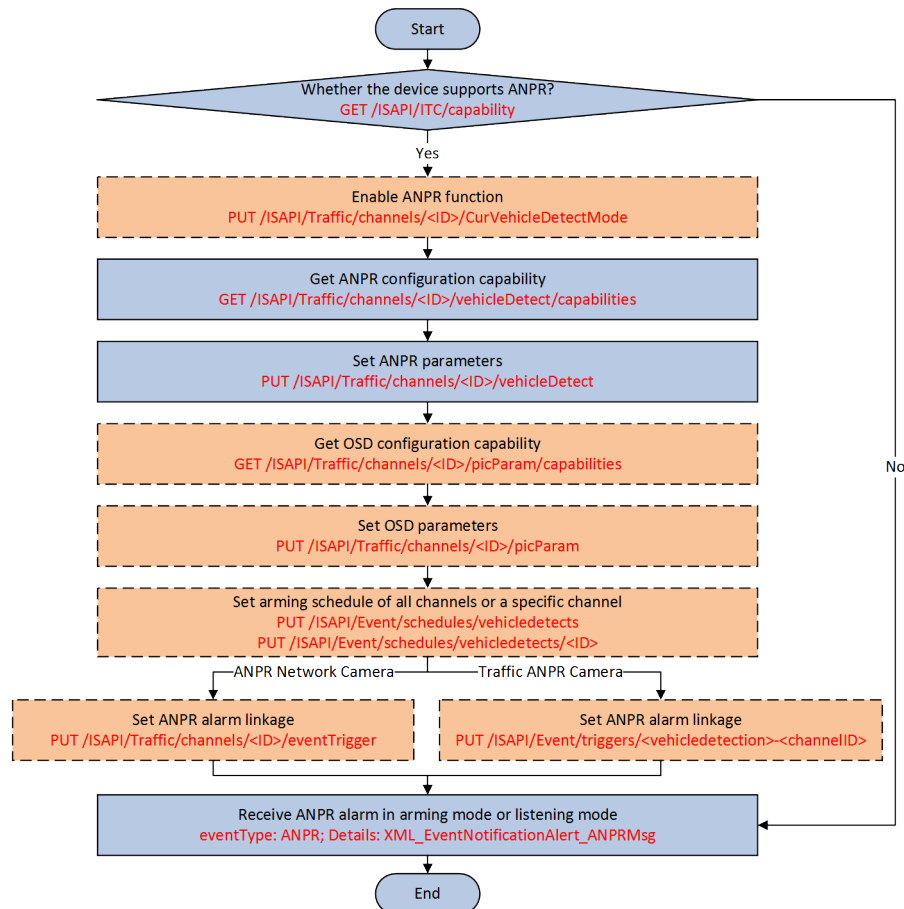 Start
Whether the device supports ANPR?
GET /ISAPI/ITC/capability
Yes
Enable ANPR function
PUT /ISAPI/Traffic/channels/<ID>/CurVehicleDetectMode
Get ANPR configuration capability
GET /ISAPI/Traffic/channels/<ID>/vehicleDetect/capabilities
Set ANPR parameters
PUT /ISAPI/Traffic/channels/<ID>/vehicleDetect
Get OSD configuration capability
GET /ISAPI/Traffic/channels/<ID>/picParam/capabilities
No
Set OSD parameters
PUT /ISAPI/Traffic/channels/<ID>/picParam
Set arming schedule of all channels or a specific channel
PUT /ISAPI/Event/schedules/vehicledetects
PUT /ISAPI/Event/schedules/vehicledetects/<ID>
ANPR Network Camera
Traffic ANPR Camera
Set ANPR alarm linkage
PUT /ISAPI/Traffic/channels/<ID>/eventTrigger
Set ANPR alarm linkage
PUT /ISAPI/Event/triggers/<vehicledetection>-<channelID>
Receive ANPR alarm in arming mode or listening mode
eventType: ANPR; Details: XML_EventNotificationAlert_ANPRMsg
End